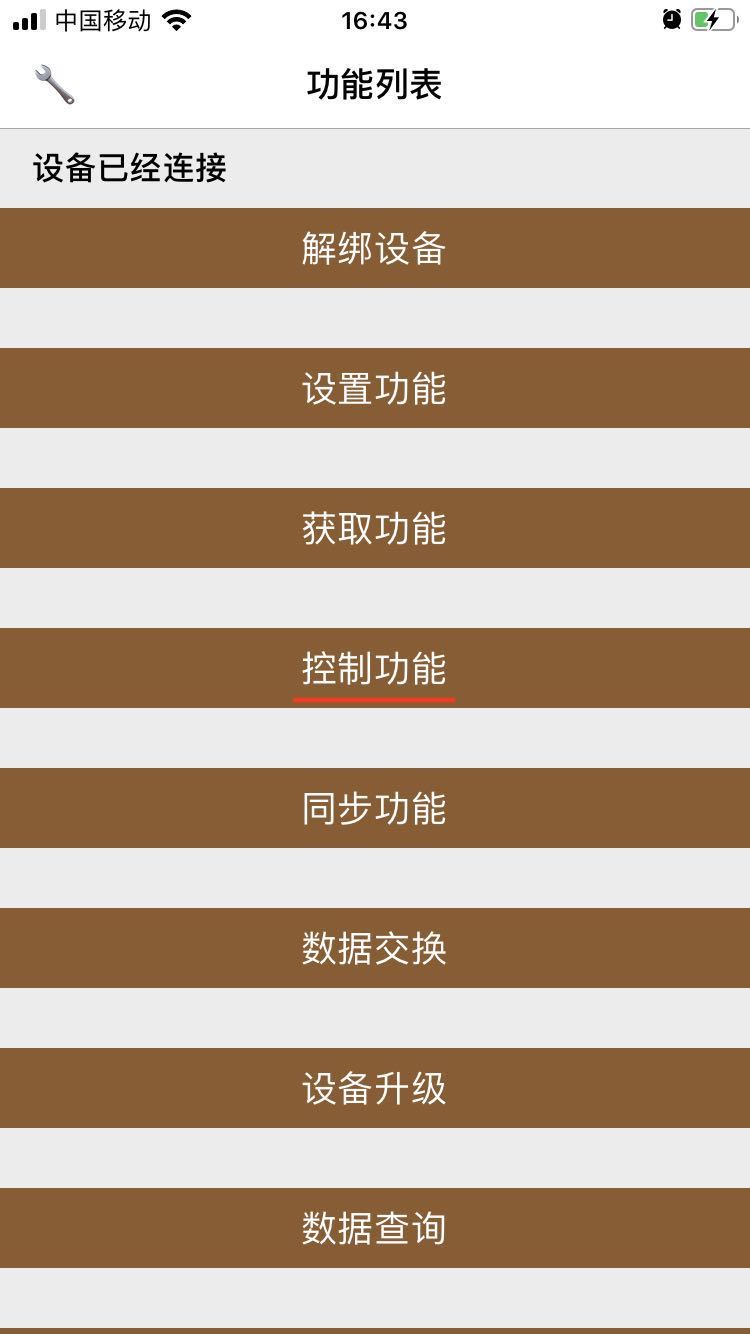 中国移动 16:43
功能列表
设备已经连接
解绑设备
设置功能
获取功能
控制功能
同步功能
数据交换
设备升级
数据查询